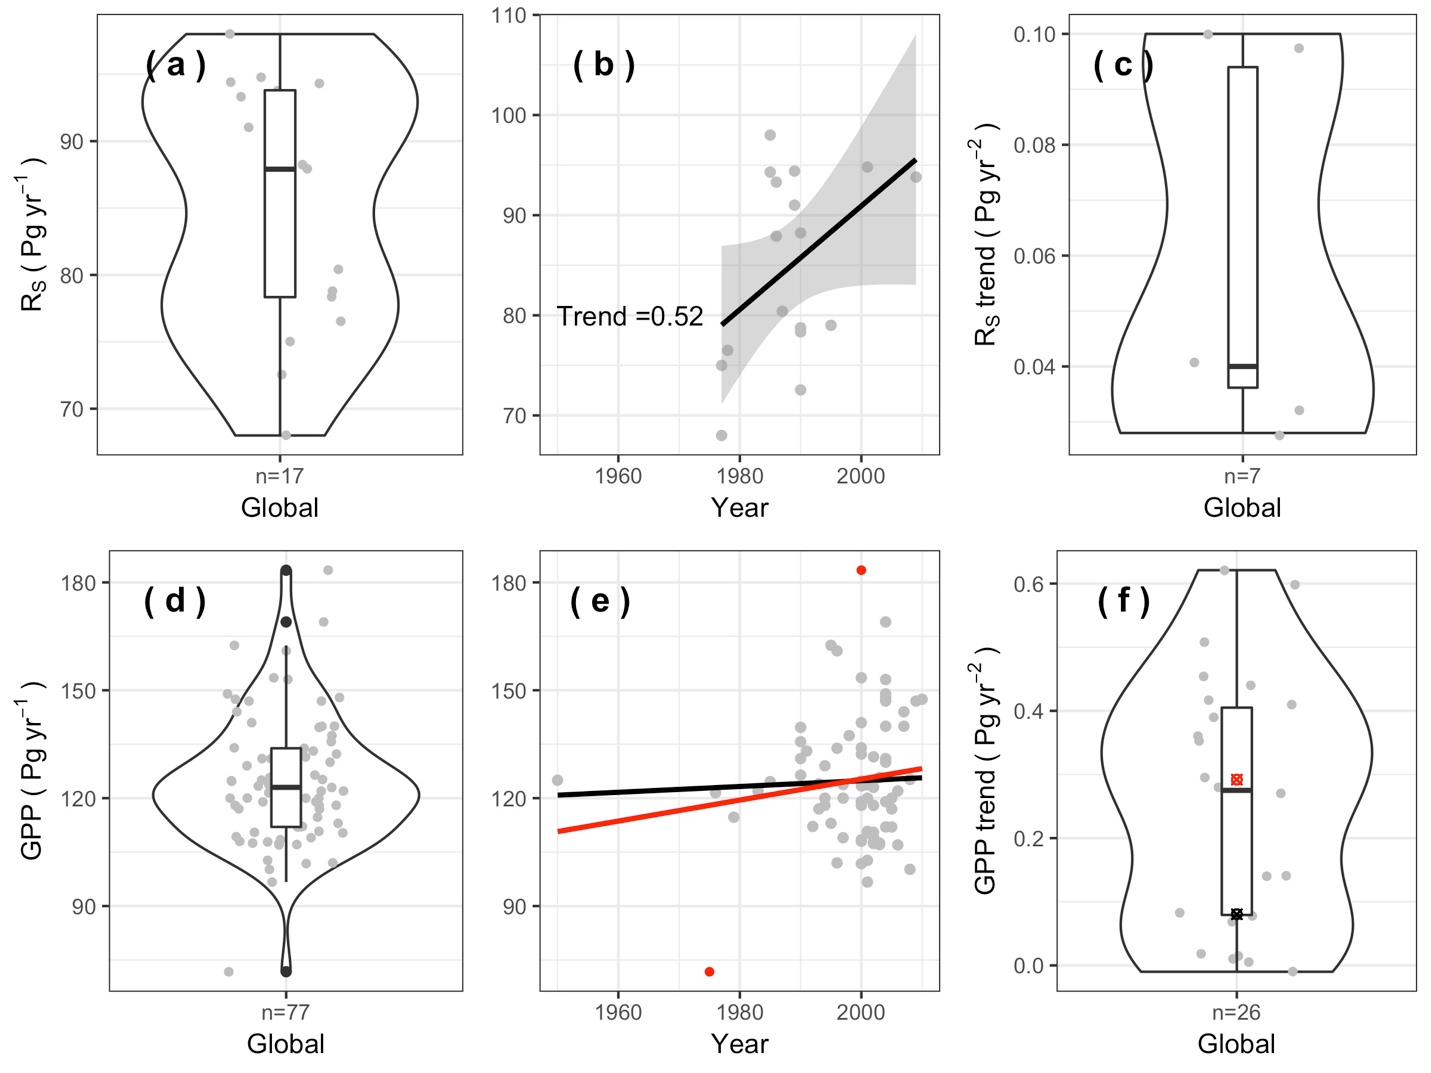 ( a )
90
80
70
R_S ( Pg yr⁻¹ )
n=17
Global
( b )
110
100
90
80
70
Trend =0.52
1960 1980 2000
Year
( c )
0.10
0.08
0.06
0.04
R_S trend ( Pg yr⁻² )
n=7
Global
( d )
180
150
120
90
GPP ( Pg yr⁻¹ )
n=77
Global
( e )
180
150
120
90
1960 1980 2000
Year
( f )
0.6
0.4
0.2
0.0
GPP trend ( Pg yr⁻² )
n=26
Global